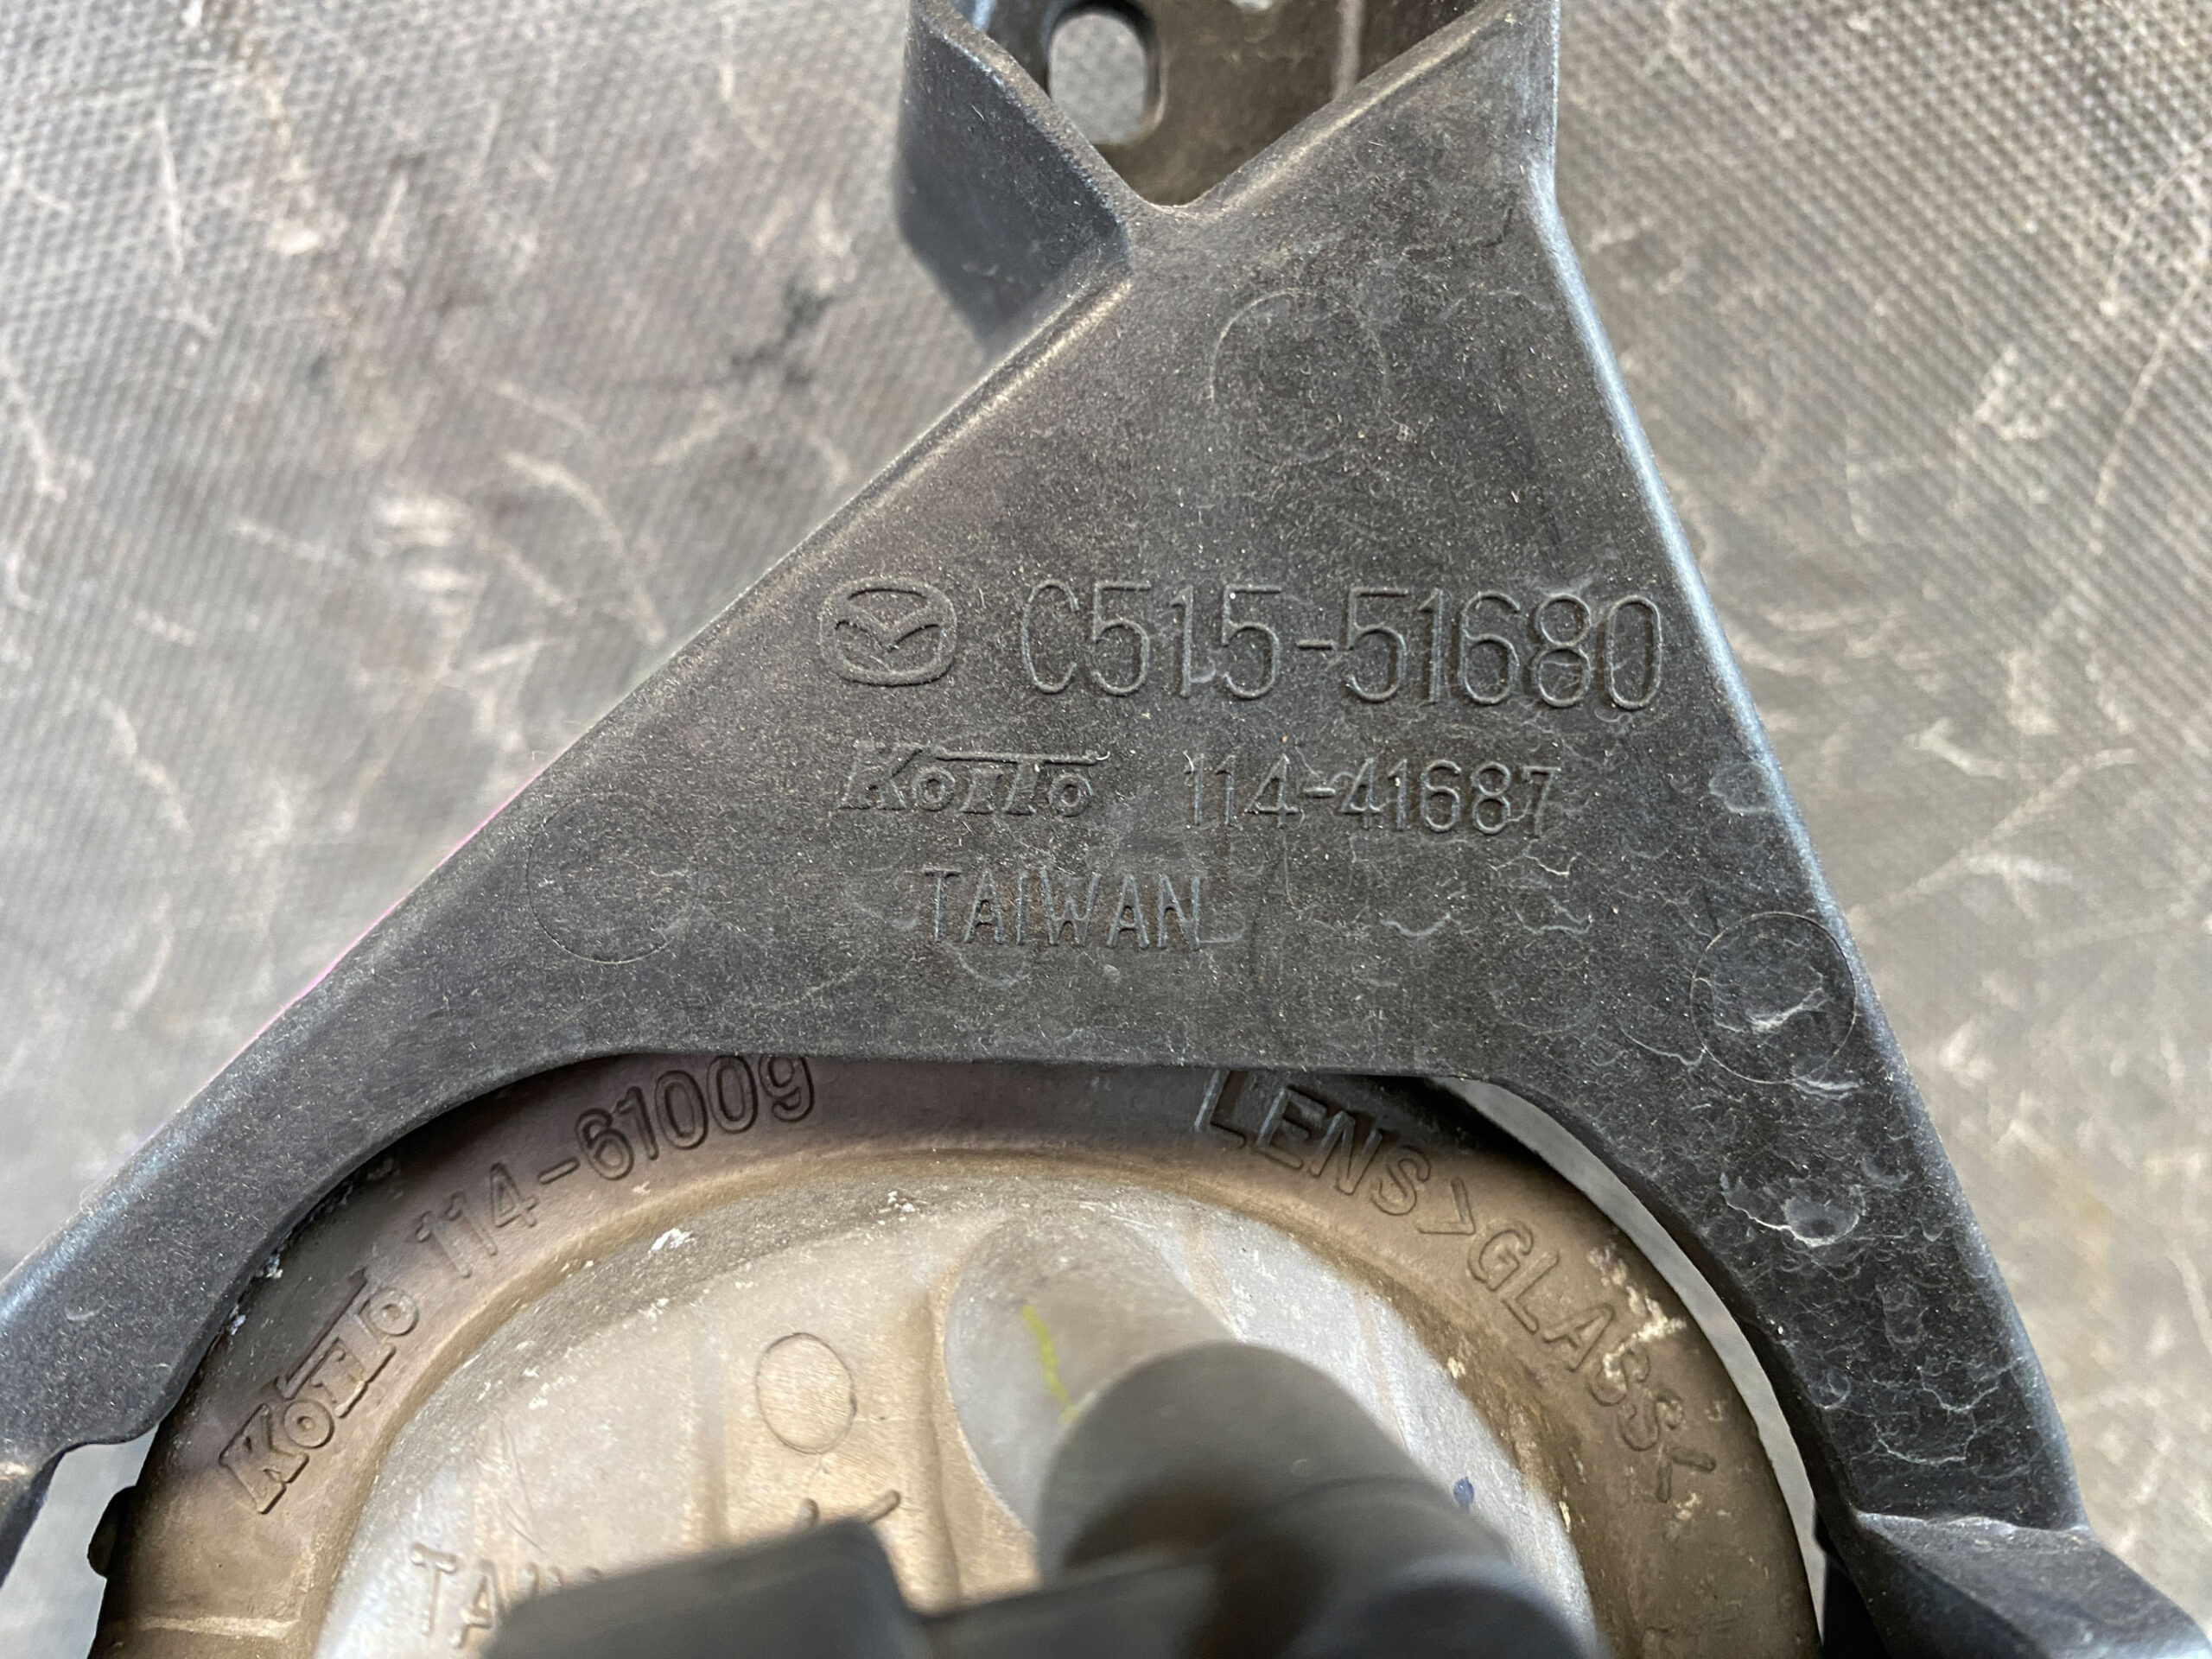 C515-51680
KOITO 114-41687
TAIWAN
KOITO 114-61009
LENS>GLASS<